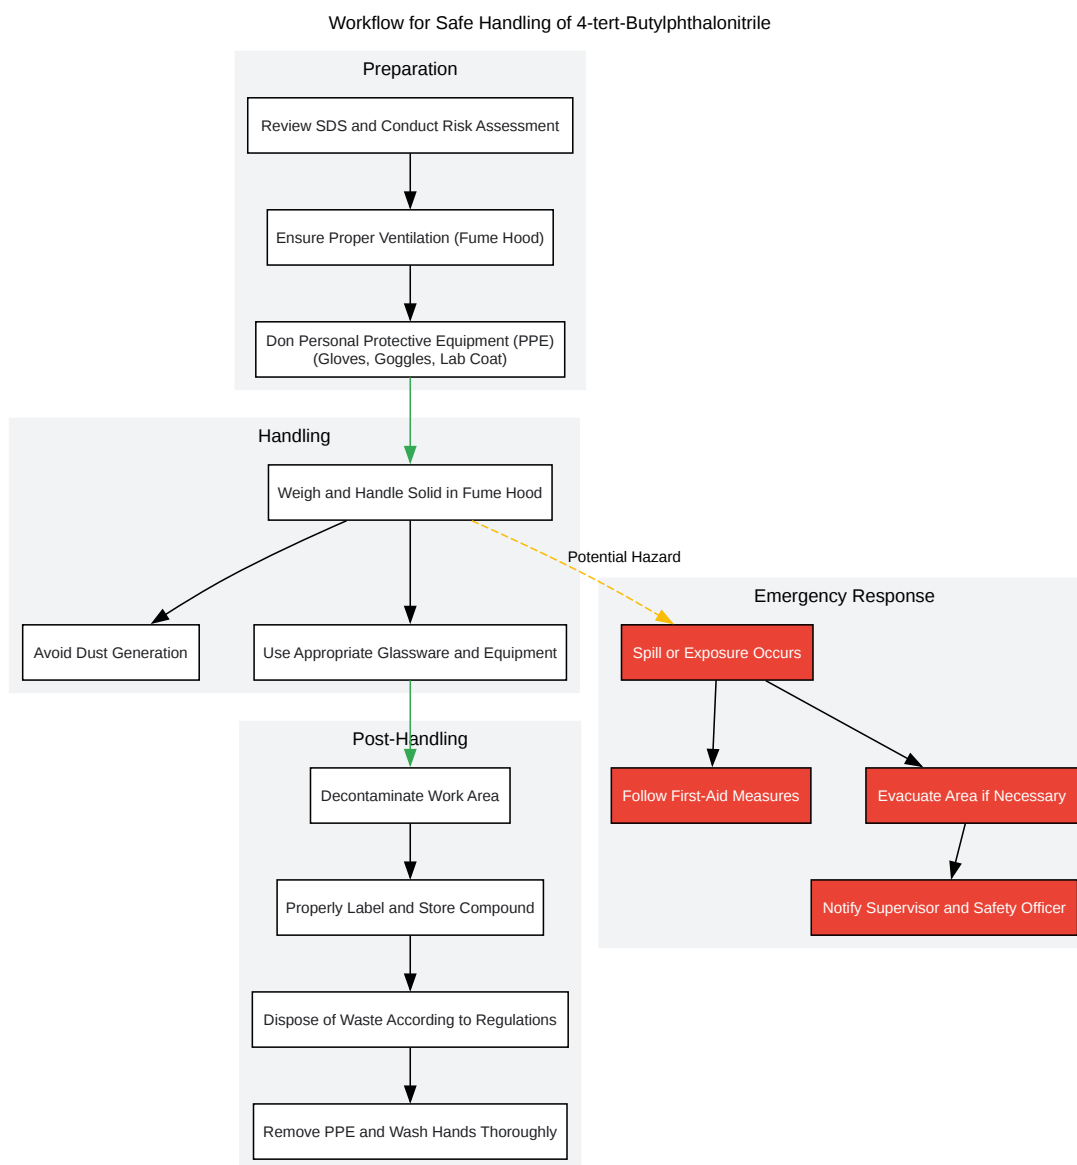 Workflow for Safe Handling of 4-tert-Butylphthalonitrile
Preparation
Review SDS and Conduct Risk Assessment
Ensure Proper Ventilation (Fume Hood)
Don Personal Protective Equipment (PPE)
(Gloves, Goggles, Lab Coat)
Handling
Weigh and Handle Solid in Fume Hood
Potential Hazard
Avoid Dust Generation
Use Appropriate Glassware and Equipment
Emergency Response
Spill or Exposure Occurs
Follow First-Aid Measures
Evacuate Area if Necessary
Notify Supervisor and Safety Officer
Post-Handling
Decontaminate Work Area
Properly Label and Store Compound
Dispose of Waste According to Regulations
Remove PPE and Wash Hands Thoroughly